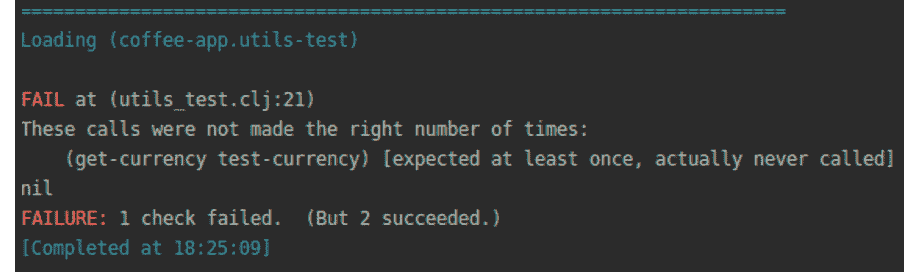 ======================================================================
Loading (coffee-app.utils-test)
FAIL at (utils_test.clj:21)
These calls were not made the right number of times:
    (get-currency test-currency) [expected at least once, actually never called]
nil
FAILURE: 1 check failed.  (But 2 succeeded.)
[Completed at 18:25:09]